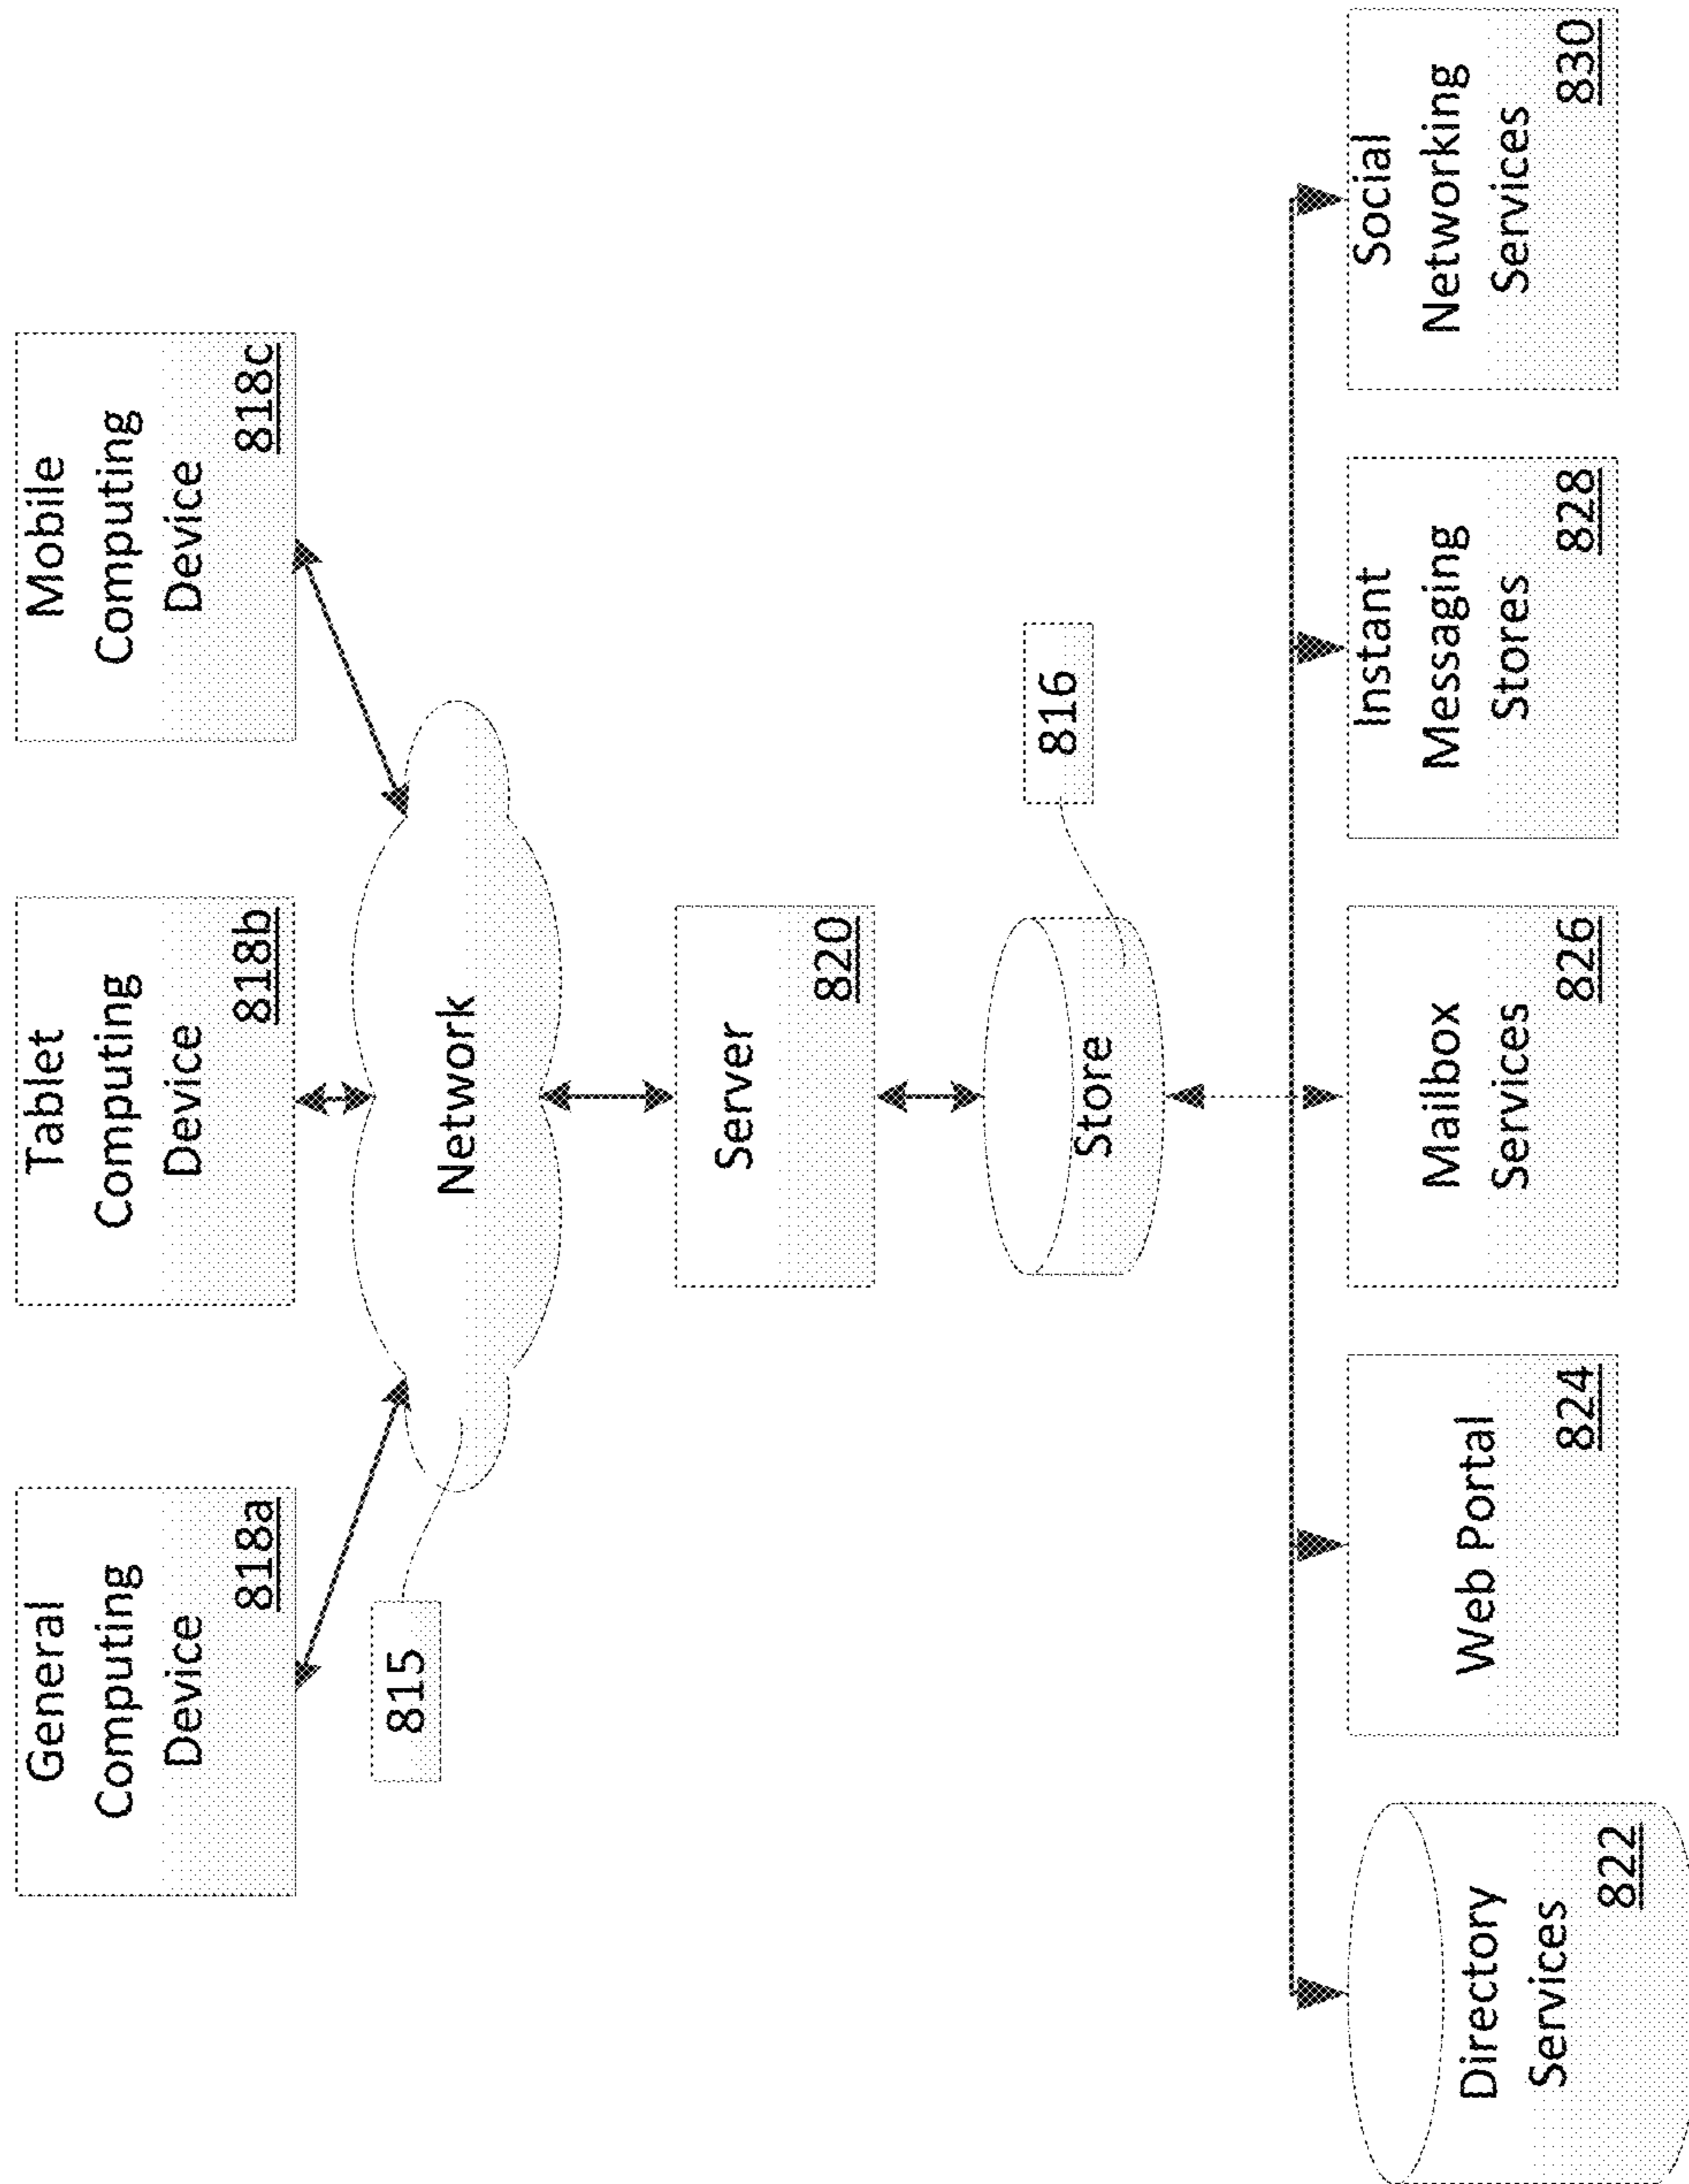 General
Computing
Device
818a
Tablet
Computing
Device
818b
Mobile
Computing
Device
818c
815
Network
Server
820
816
Store
Directory
Services
822
Web Portal
824
Mailbox
Services
826
Instant
Messaging
Stores
828
Social
Networking
Services
830